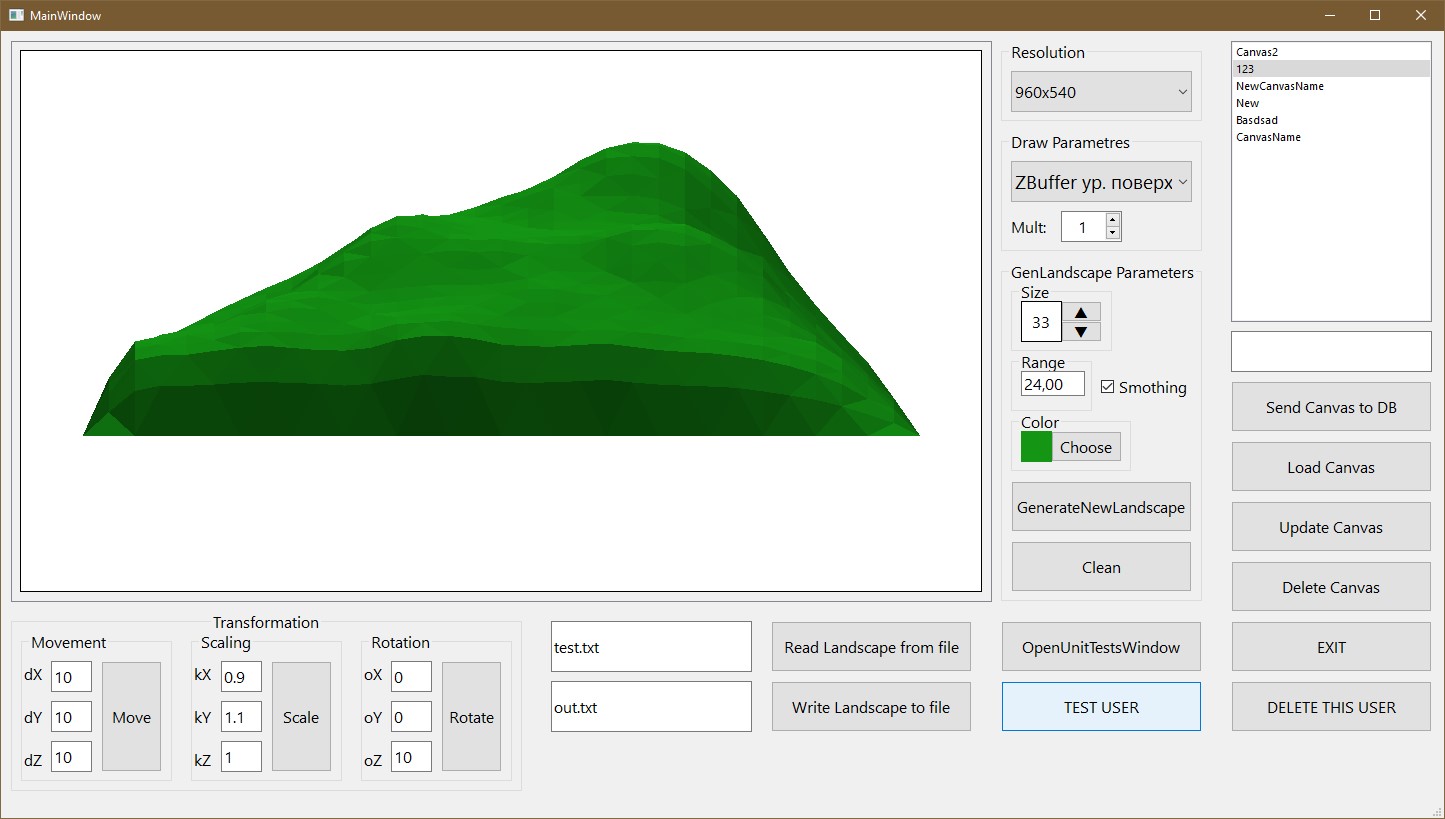 MainWindow
Resolution
960x540
Draw Parametres
ZBuffer ур. поверх
Mult: 1
GenLandscape Parameters
Size
33
Range
24,00
Smothing
Color
Choose
GenerateNewLandscape
Clean
Canvas2
123
NewCanvasName
New
Basdsad
CanvasName
Send Canvas to DB
Load Canvas
Update Canvas
Delete Canvas
EXIT
DELETE THIS USER
Transformation
Movement
dX 10
dY 10
dZ 10
Move
Scaling
kX 0.9
kY 1.1
kZ 1
Scale
Rotation
oX 0
oY 0
oZ 10
Rotate
test.txt
out.txt
Read Landscape from file
Write Landscape to file
OpenUnitTestsWindow
TEST USER